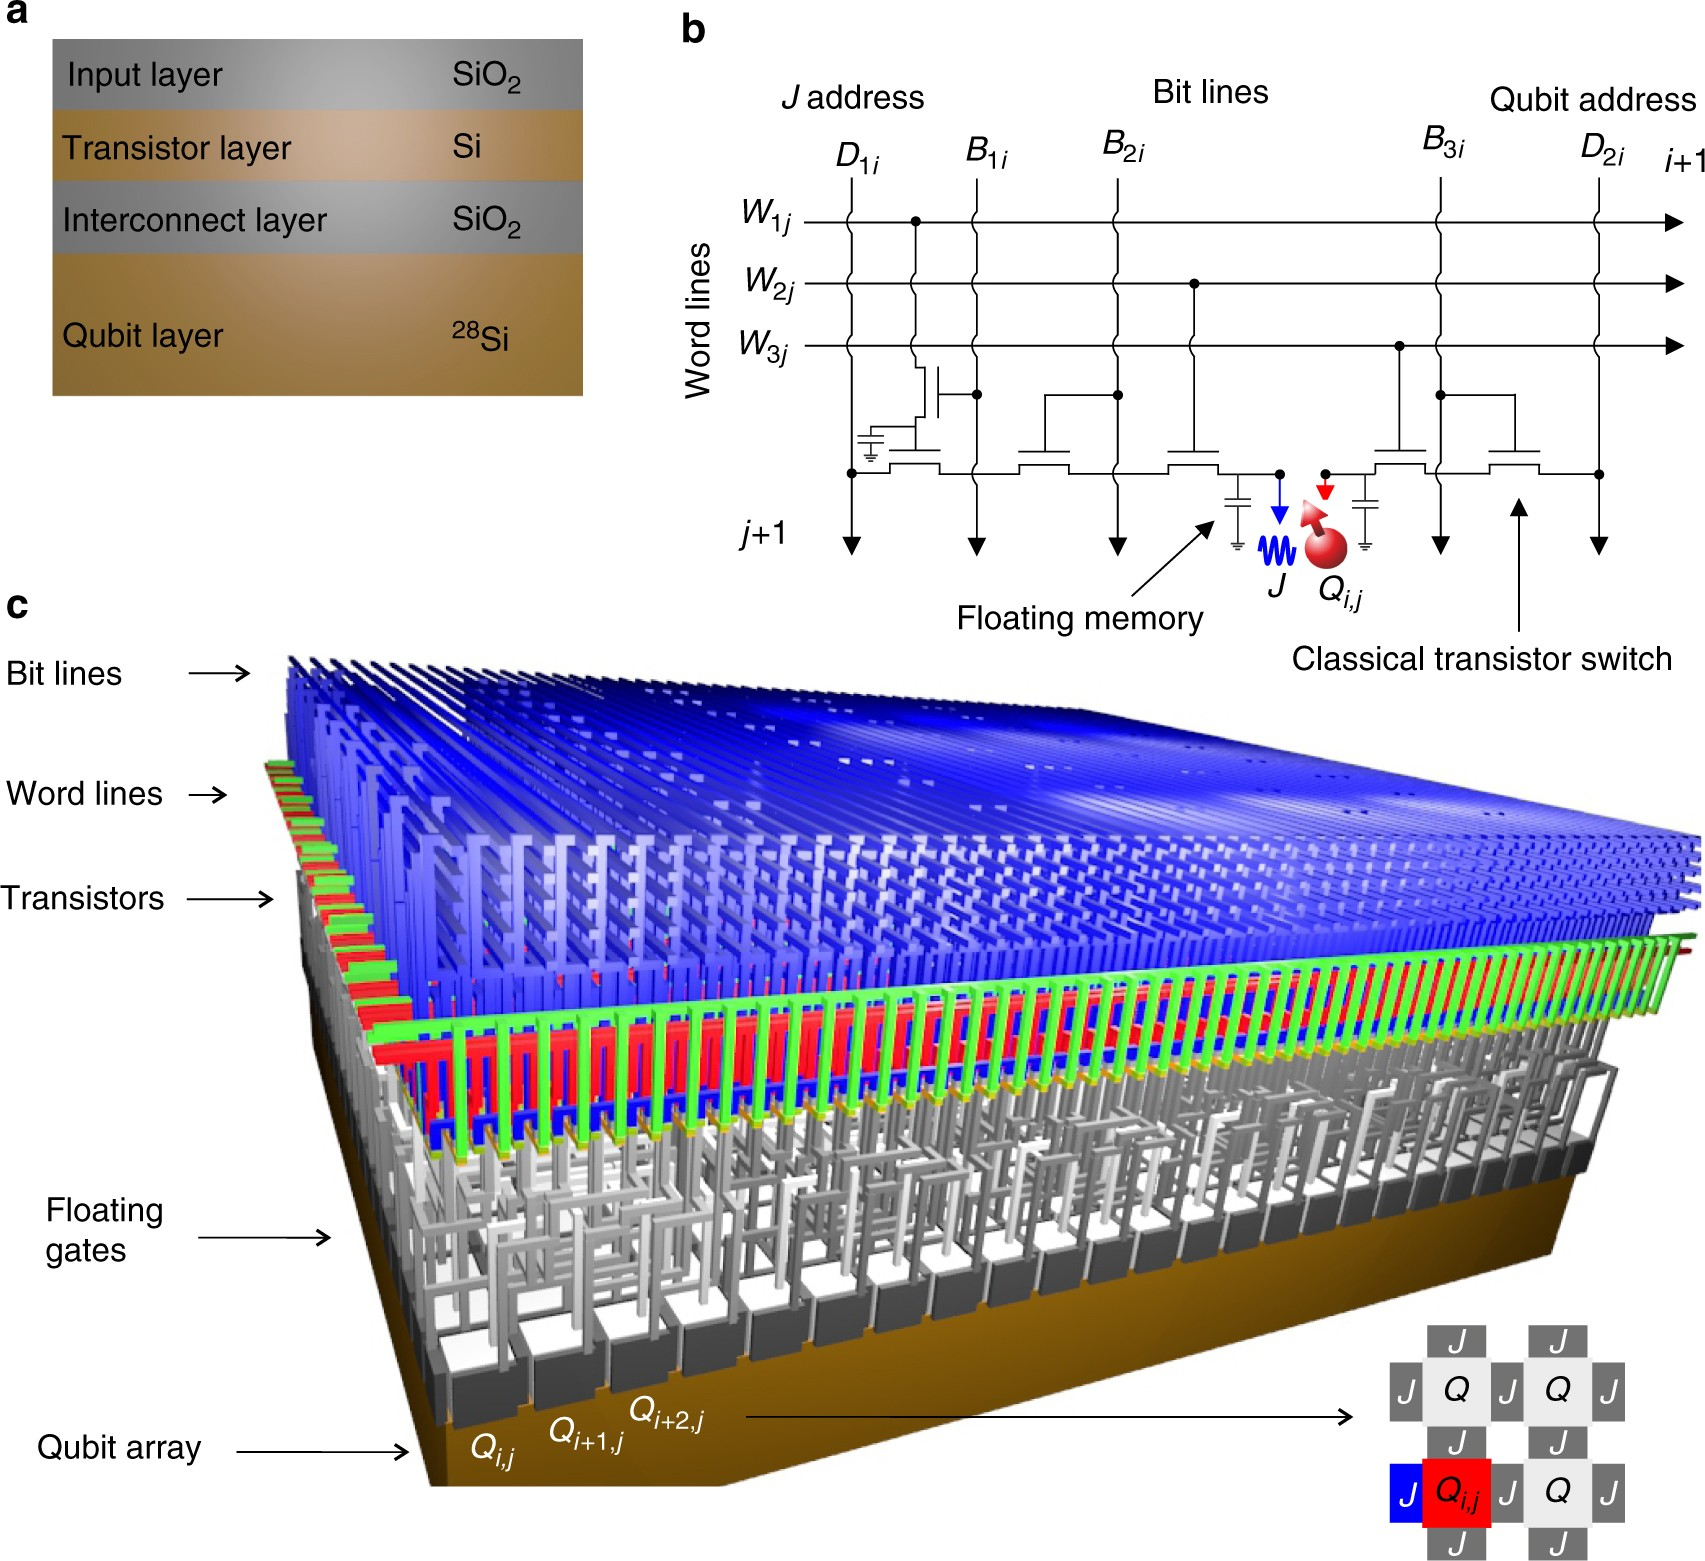 a
Input layer SiO2
Transistor layer Si
Interconnect layer SiO2
Qubit layer 28Si
b
J address Bit lines Qubit address
D1i B1i B2i B3i D2i i+1
Word lines
W1j
W2j
W3j
j+1
J Qi,j
Floating memory
Classical transistor switch
c
Bit lines
Word lines
Transistors
Floating
gates
Qubit array
Qi,j Qi+1,j Qi+2,j
J J
J Q J Q J
J J
J Qi,j J Q J
J J